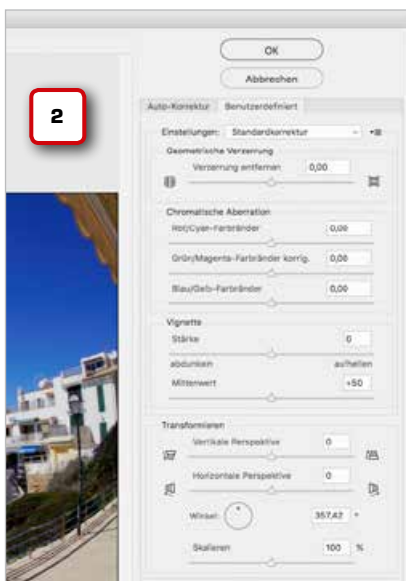 OK
Abbrechen
2
Auto-Korrektur Benutzerdefiniert
Einstellungen: Standardkorrektur
Geometrische Verzerrung
Verzerrung entfernen 0,00
Chromatische Aberration
Rot/Cyan-Farbränder 0,00
Grün/Magenta-Farbränder korrig. 0,00
Blau/Gelb-Farbränder 0,00
Vignette
Stärke 0
abdunkeln aufhellen
Mittenwert +50
Transformieren
Vertikale Perspektive 0
Horizontale Perspektive 0
Winkel: 357,42 °
Skalieren 100 %